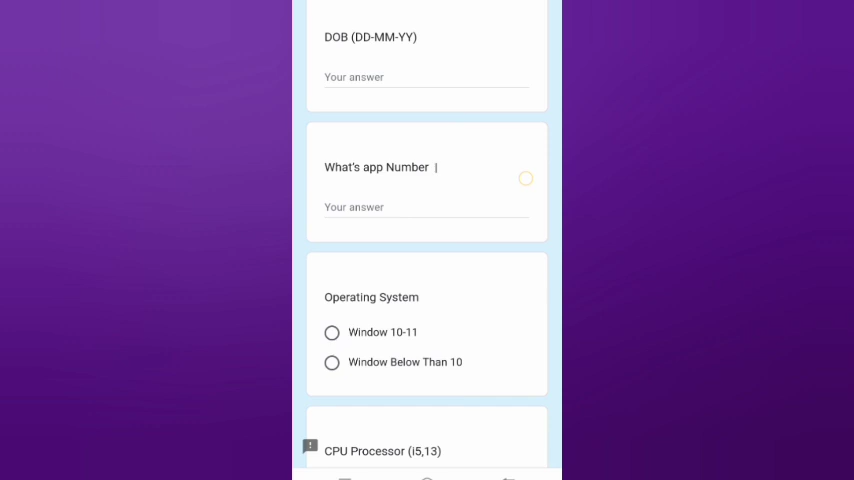 DOB (DD-MM-YY)
Your answer
What's app Number |
Your answer
Operating System
Window 10-11
Window Below Than 10
CPU Processor (i5,13)